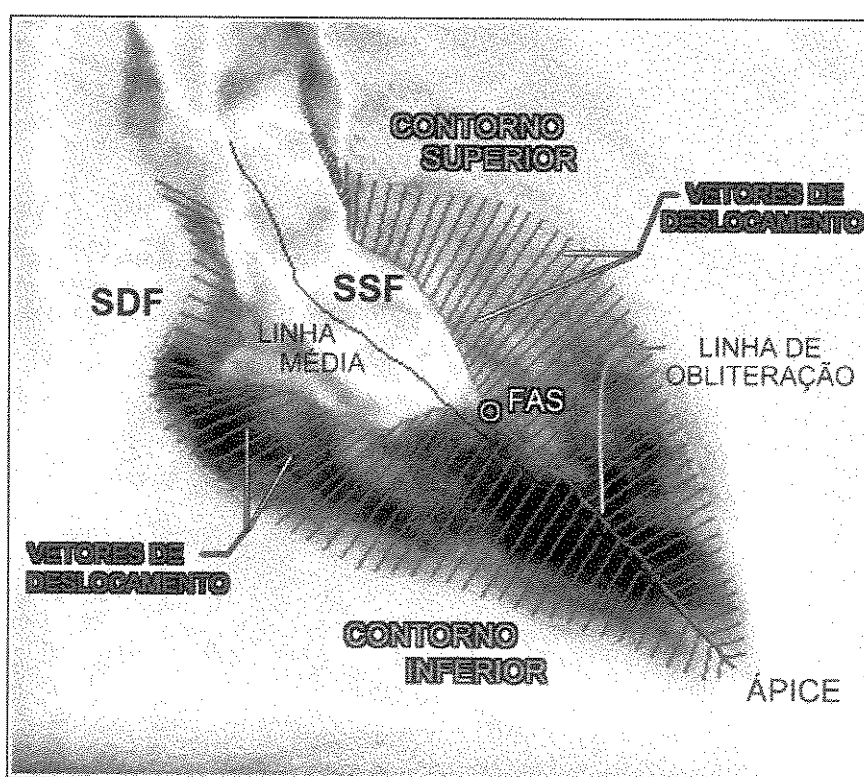 CONTORNO
SUPERIOR
VETORES DE
DESLOCAMENTO
SDF
SSF
LINHA
MÉDIA
LINHA DE
OBLITERAÇÃO
FAS
VETORES DE
DESLOCAMENTO
CONTORNO
INFERIOR
ÁPICE